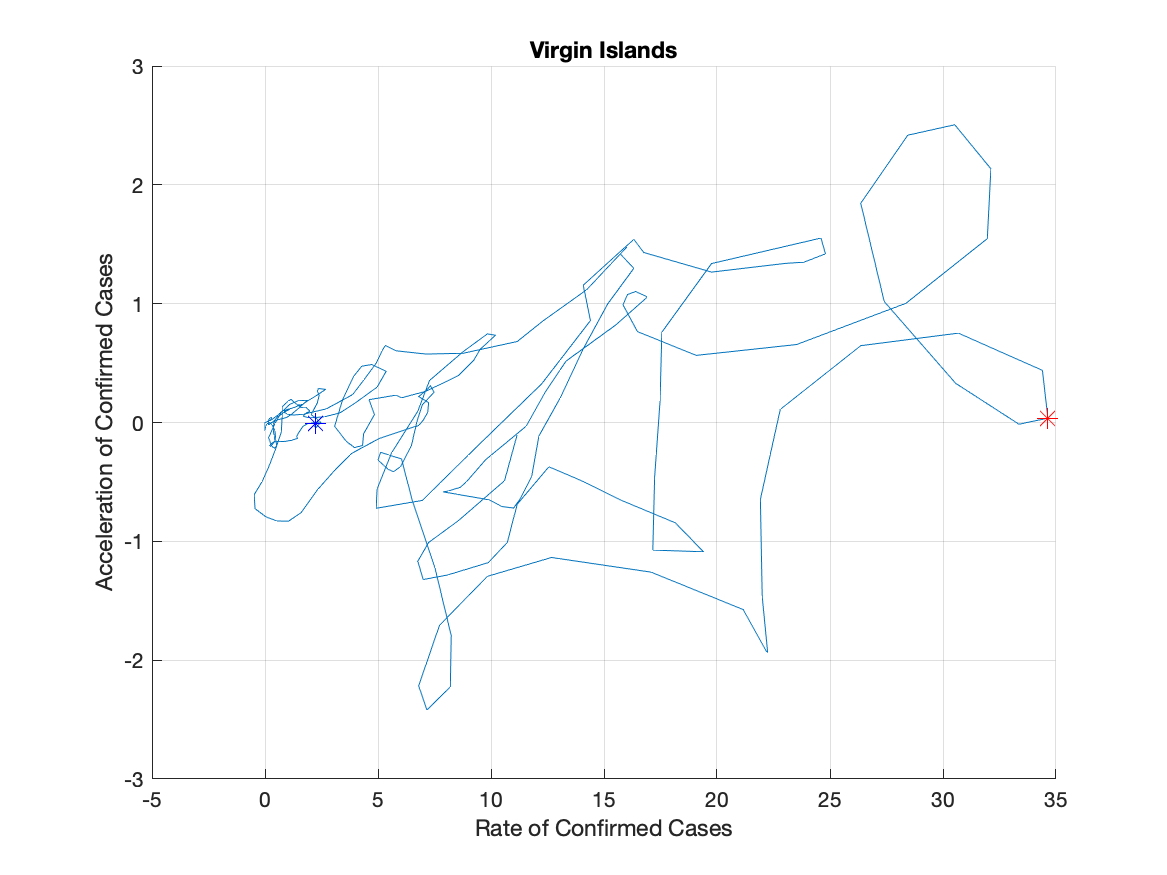 Virgin Islands
3
2
1
0
-1
-2
-3
Acceleration of Confirmed Cases
-5 0 5 10 15 20 25 30 35
Rate of Confirmed Cases